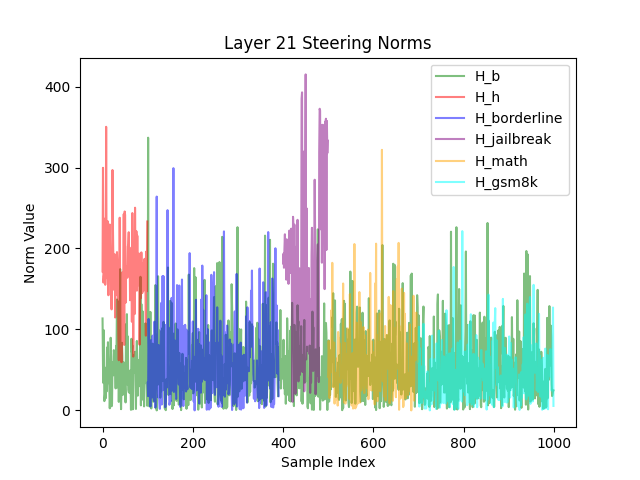 Layer 21 Steering Norms
H_b
H_h
H_borderline
H_jailbreak
H_math
H_gsm8k
400
300
200
100
0
Norm Value
0 200 400 600 800 1000
Sample Index